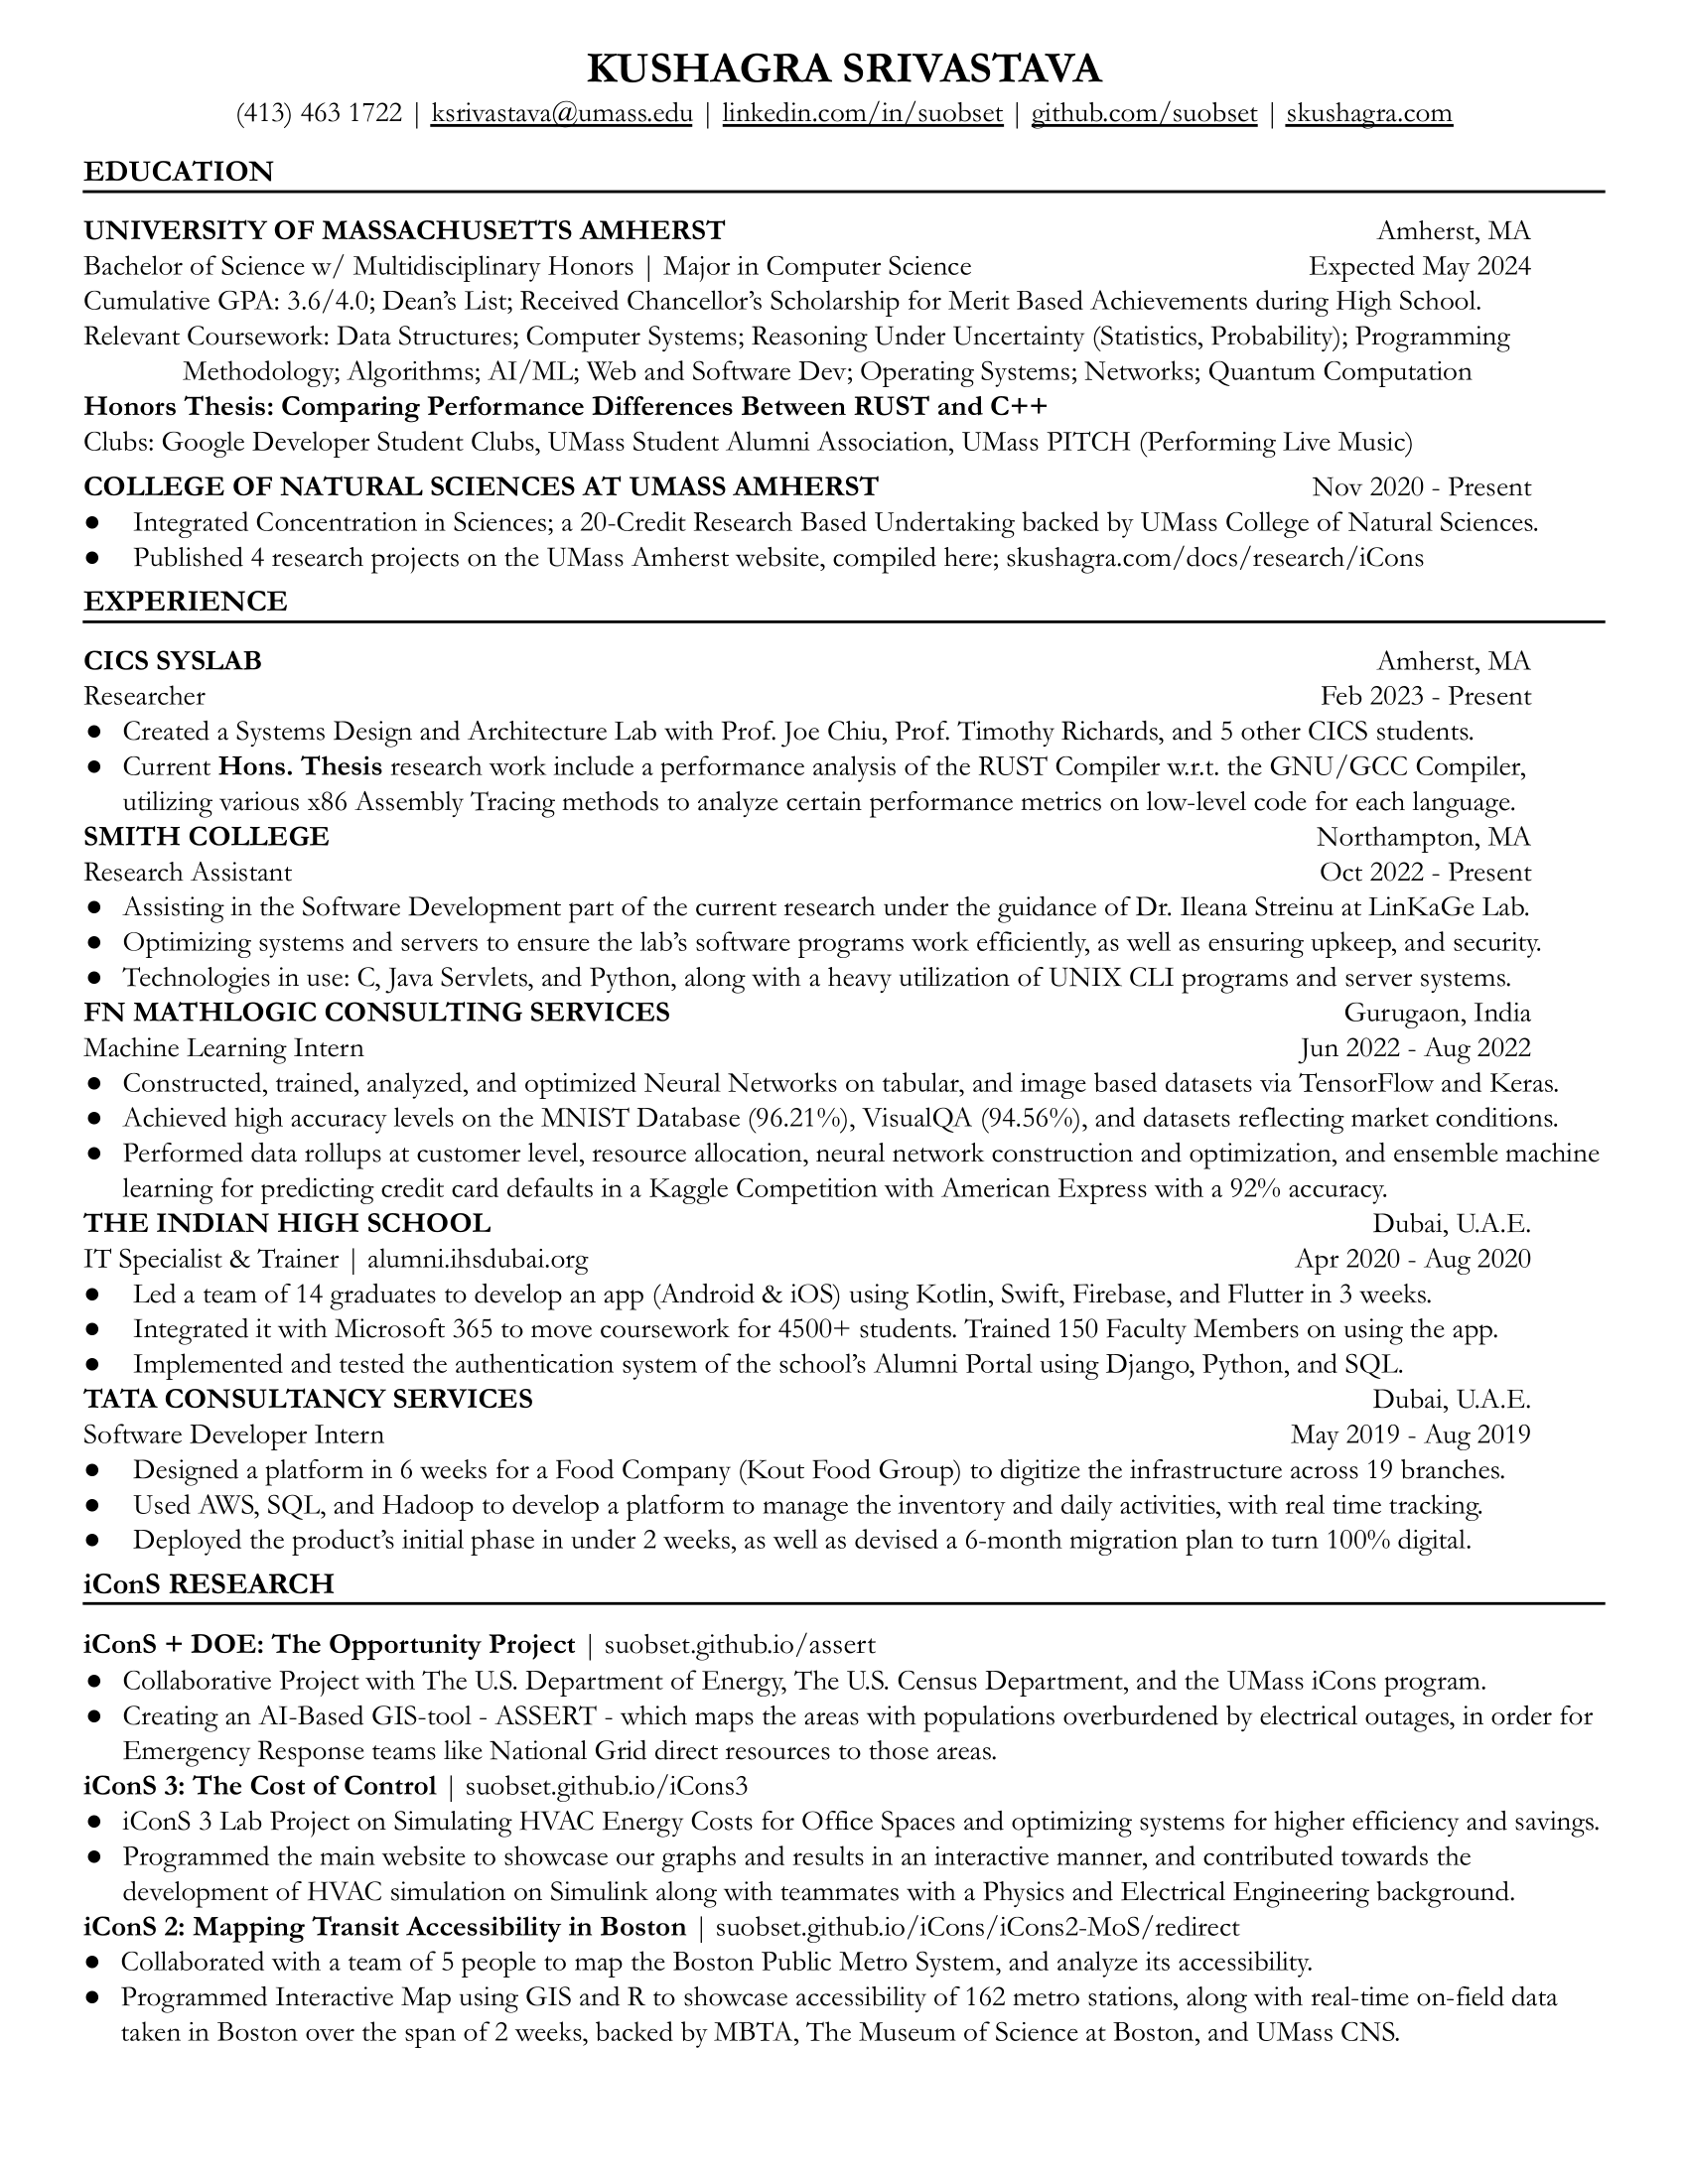 KUSHAGRA SRIVASTAVA
(413) 463 1722 | ksrivastava@umass.edu | linkedin.com/in/suobset | github.com/suobset | skushagra.com
EDUCATION
UNIVERSITY OF MASSACHUSETTS AMHERST Amherst, MA
Bachelor of Science w/ Multidisciplinary Honors | Major in Computer Science Expected May 2024
Cumulative GPA: 3.6/4.0; Dean’s List; Received Chancellor’s Scholarship for Merit Based Achievements during High School.
Relevant Coursework: Data Structures; Computer Systems; Reasoning Under Uncertainty (Statistics, Probability); Programming
Methodology; Algorithms; AI/ML; Web and Software Dev; Operating Systems; Networks; Quantum Computation
Honors Thesis: Comparing Performance Differences Between RUST and C++
Clubs: Google Developer Student Clubs, UMass Student Alumni Association, UMass PITCH (Performing Live Music)
COLLEGE OF NATURAL SCIENCES AT UMASS AMHERST Nov 2020 - Present
● Integrated Concentration in Sciences; a 20-Credit Research Based Undertaking backed by UMass College of Natural Sciences.
● Published 4 research projects on the UMass Amherst website, compiled here; skushagra.com/docs/research/iCons
EXPERIENCE
CICS SYSLAB Amherst, MA
Researcher Feb 2023 - Present
● Created a Systems Design and Architecture Lab with Prof. Joe Chiu, Prof. Timothy Richards, and 5 other CICS students.
● Current Hons. Thesis research work include a performance analysis of the RUST Compiler w.r.t. the GNU/GCC Compiler,
utilizing various x86 Assembly Tracing methods to analyze certain performance metrics on low-level code for each language.
SMITH COLLEGE Northampton, MA
Research Assistant Oct 2022 - Present
● Assisting in the Software Development part of the current research under the guidance of Dr. Ileana Streinu at LinKaGe Lab.
● Optimizing systems and servers to ensure the lab’s software programs work efficiently, as well as ensuring upkeep, and security.
● Technologies in use: C, Java Servlets, and Python, along with a heavy utilization of UNIX CLI programs and server systems.
FN MATHLOGIC CONSULTING SERVICES Gurugaon, India
Machine Learning Intern Jun 2022 - Aug 2022
● Constructed, trained, analyzed, and optimized Neural Networks on tabular, and image based datasets via TensorFlow and Keras.
● Achieved high accuracy levels on the MNIST Database (96.21%), VisualQA (94.56%), and datasets reflecting market conditions.
● Performed data rollups at customer level, resource allocation, neural network construction and optimization, and ensemble machine
learning for predicting credit card defaults in a Kaggle Competition with American Express with a 92% accuracy.
THE INDIAN HIGH SCHOOL Dubai, U.A.E.
IT Specialist & Trainer | alumni.ihsdubai.org Apr 2020 - Aug 2020
● Led a team of 14 graduates to develop an app (Android & iOS) using Kotlin, Swift, Firebase, and Flutter in 3 weeks.
● Integrated it with Microsoft 365 to move coursework for 4500+ students. Trained 150 Faculty Members on using the app.
● Implemented and tested the authentication system of the school’s Alumni Portal using Django, Python, and SQL.
TATA CONSULTANCY SERVICES Dubai, U.A.E.
Software Developer Intern May 2019 - Aug 2019
● Designed a platform in 6 weeks for a Food Company (Kout Food Group) to digitize the infrastructure across 19 branches.
● Used AWS, SQL, and Hadoop to develop a platform to manage the inventory and daily activities, with real time tracking.
● Deployed the product’s initial phase in under 2 weeks, as well as devised a 6-month migration plan to turn 100% digital.
iConS RESEARCH
iConS + DOE: The Opportunity Project | suobset.github.io/assert
● Collaborative Project with The U.S. Department of Energy, The U.S. Census Department, and the UMass iCons program.
● Creating an AI-Based GIS-tool - ASSERT - which maps the areas with populations overburdened by electrical outages, in order for
Emergency Response teams like National Grid direct resources to those areas.
iConS 3: The Cost of Control | suobset.github.io/iCons3
● iConS 3 Lab Project on Simulating HVAC Energy Costs for Office Spaces and optimizing systems for higher efficiency and savings.
● Programmed the main website to showcase our graphs and results in an interactive manner, and contributed towards the
development of HVAC simulation on Simulink along with teammates with a Physics and Electrical Engineering background.
iConS 2: Mapping Transit Accessibility in Boston | suobset.github.io/iCons/iCons2-MoS/redirect
● Collaborated with a team of 5 people to map the Boston Public Metro System, and analyze its accessibility.
● Programmed Interactive Map using GIS and R to showcase accessibility of 162 metro stations, along with real-time on-field data
taken in Boston over the span of 2 weeks, backed by MBTA, The Museum of Science at Boston, and UMass CNS.